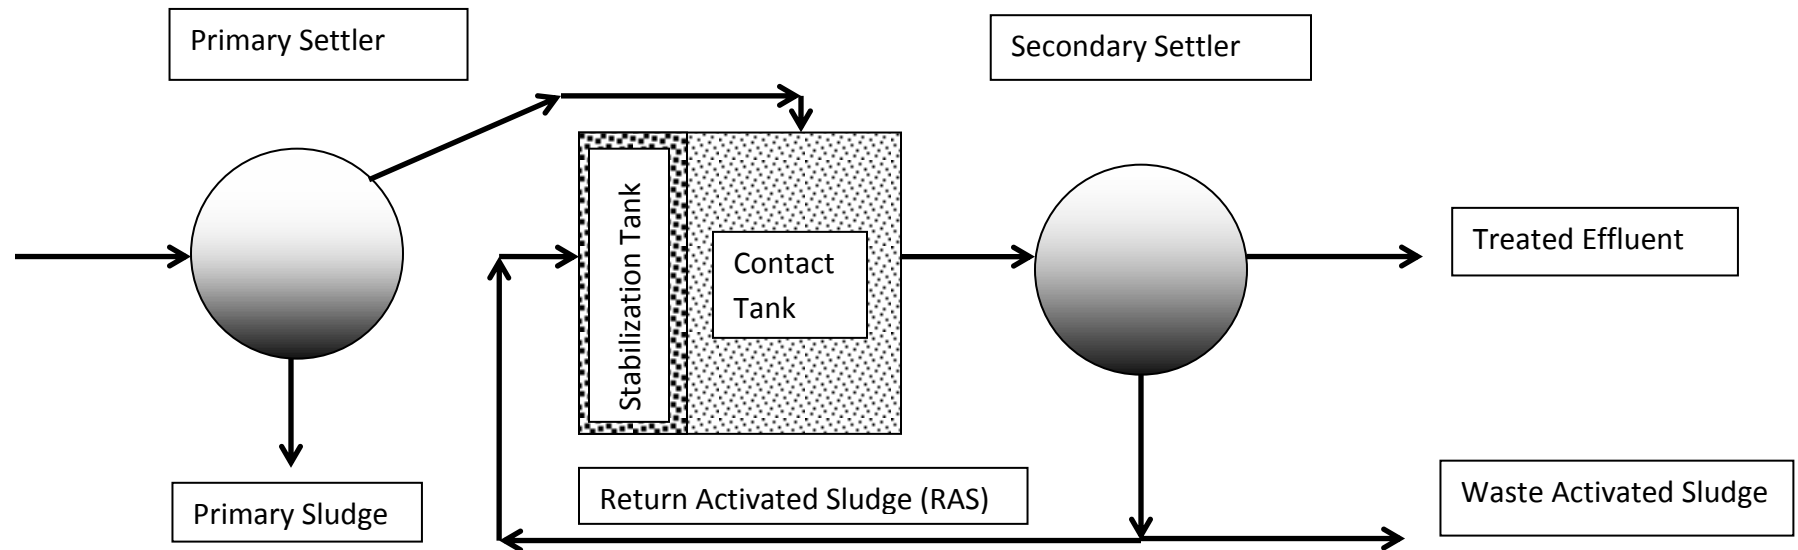 Primary Settler
Secondary Settler
Stabilization Tank
Contact
Tank
Treated Effluent
Return Activated Sludge (RAS)
Waste Activated Sludge
Primary Sludge